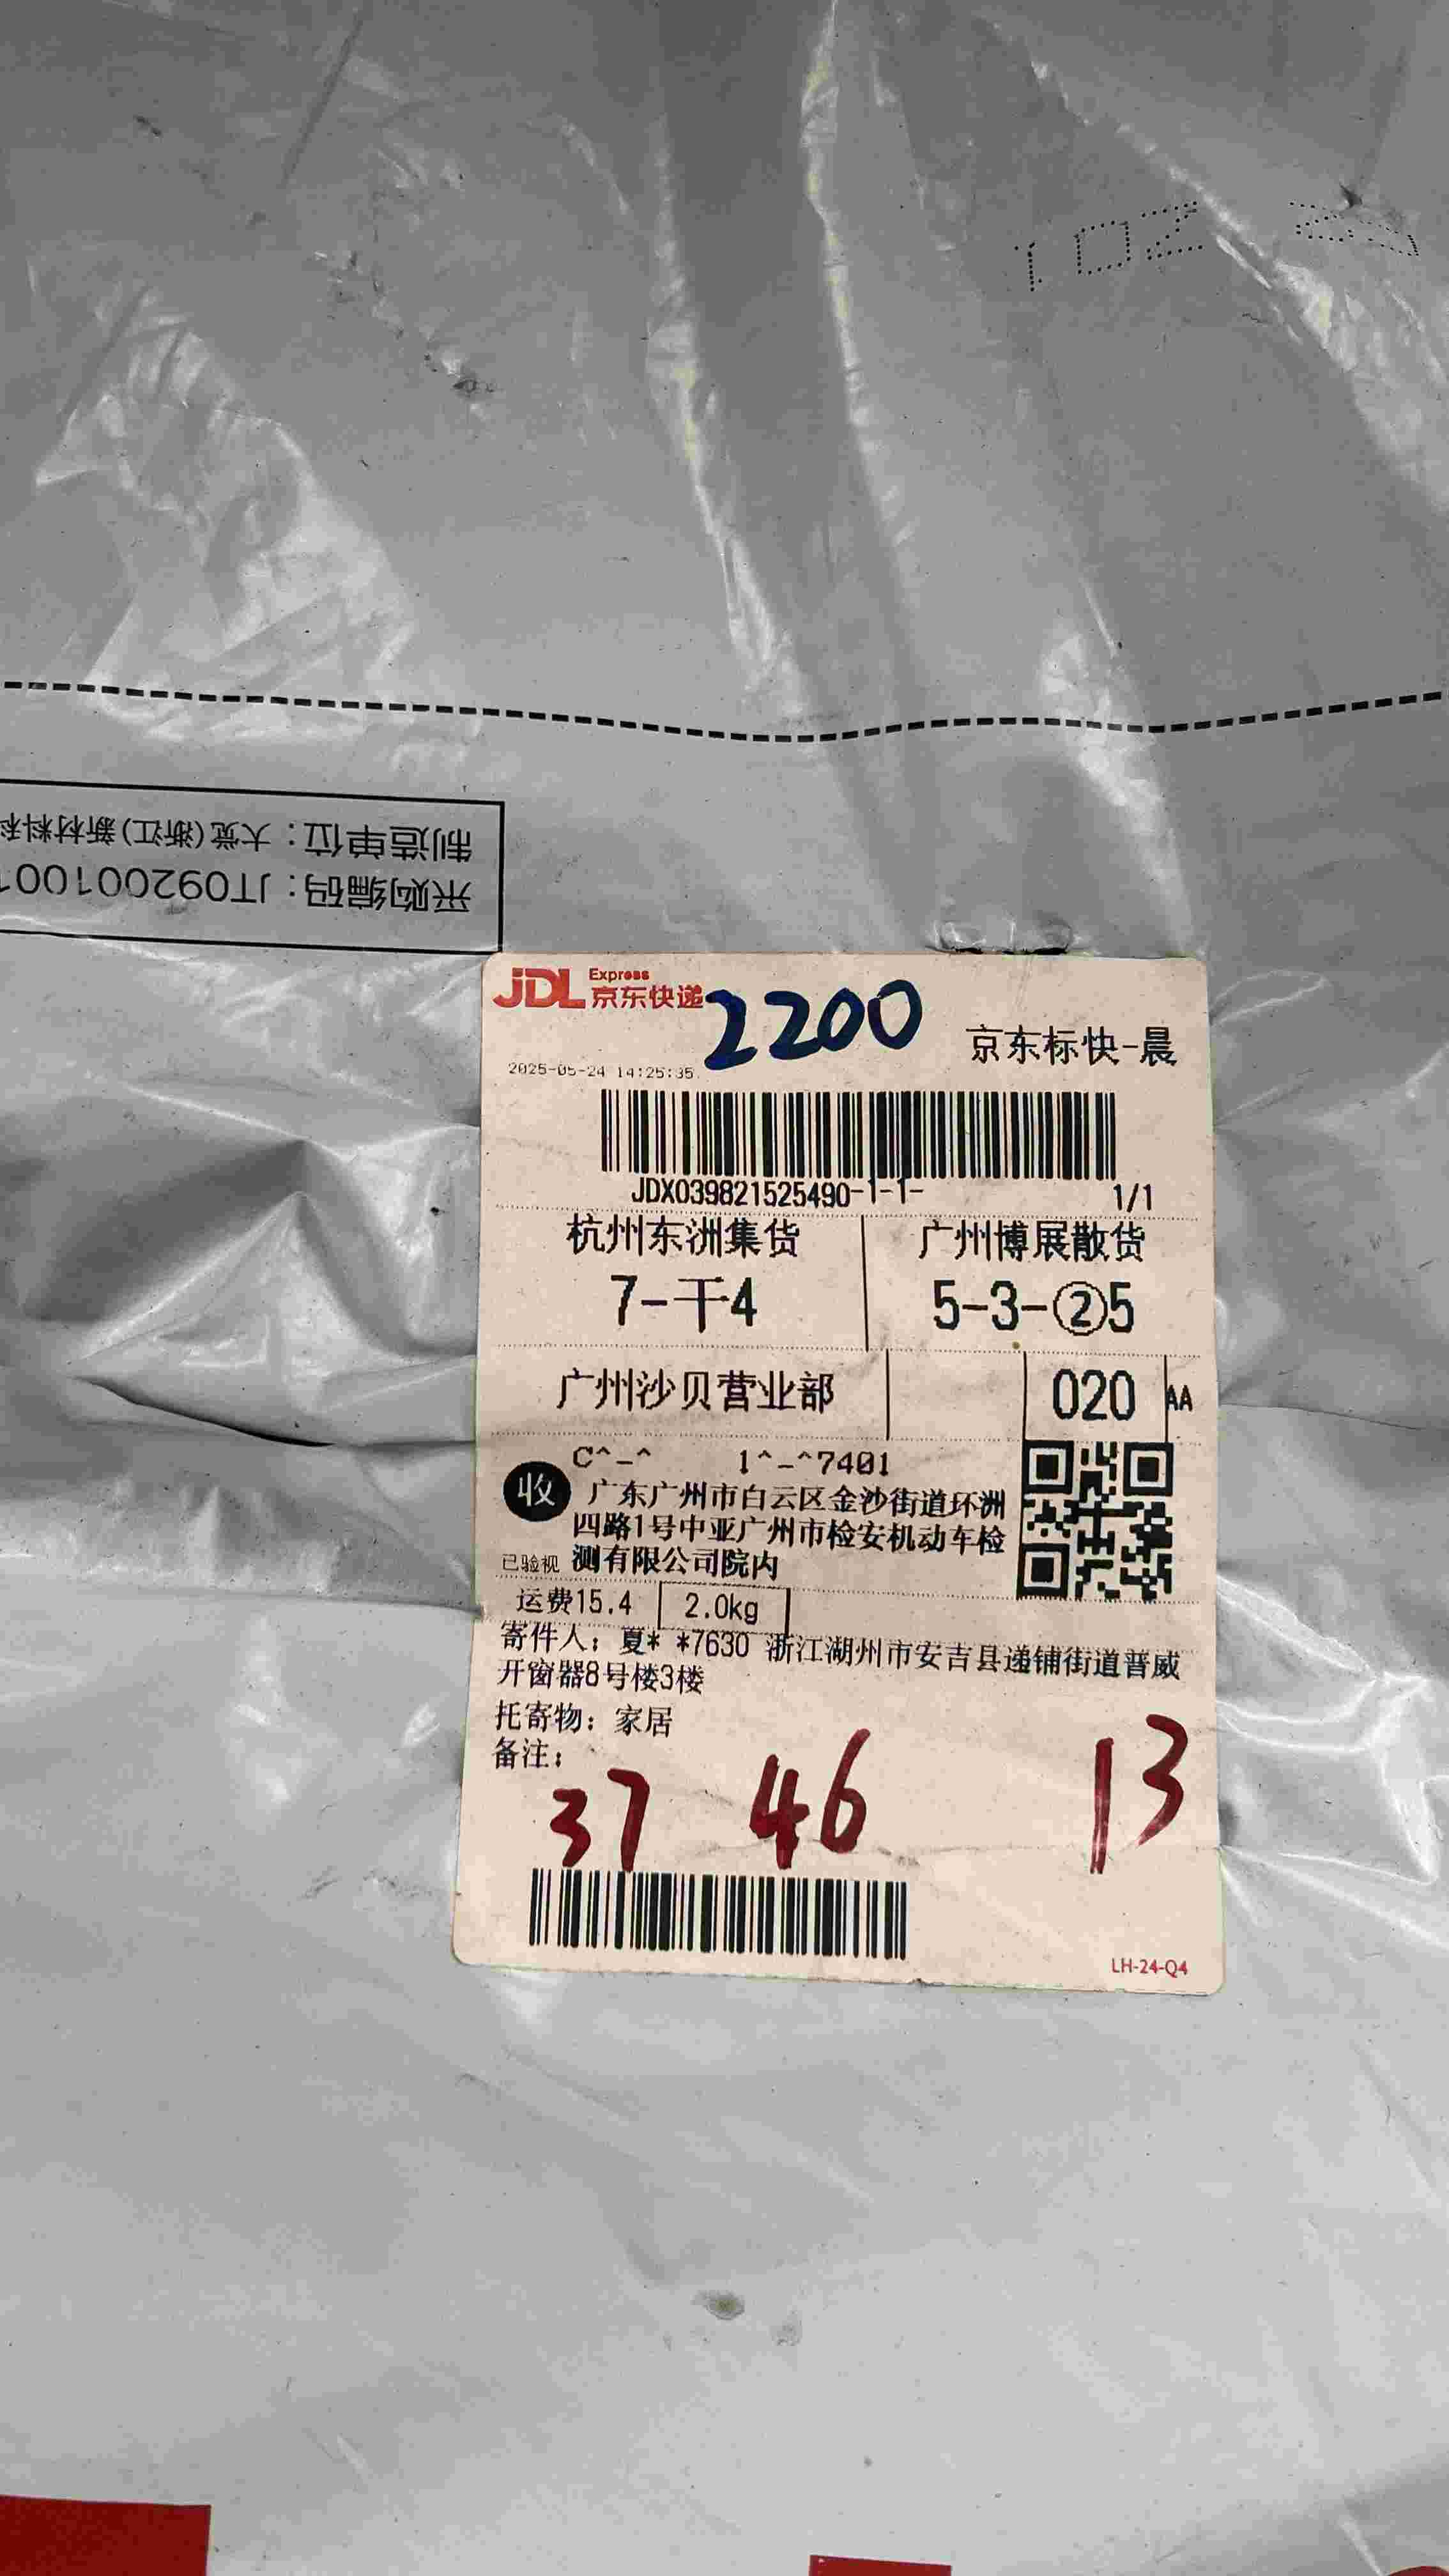 102
制造单位：大觉(浙江)新材料科
采购编码：JT09200100
JDL Express
京东快递
2200
京东标快-晨
2025-05-24 14:25:35
JDX039821525490-1-1-
1/1
杭州东洲集货 广州博展散货
7-干4 5-3-②5
广州沙贝营业部 020 AA
C^-^ 1^-^7401
收 广东广州市白云区金沙街道环洲
四路1号中亚广州市检安机动车检
已验视 测有限公司院内
运费15.4 2.0kg
寄件人：夏* *7630 浙江湖州市安吉县递铺街道晋威
开窗器8号楼3楼
托寄物：家居
备注：
37 46 13
LH-24-Q4